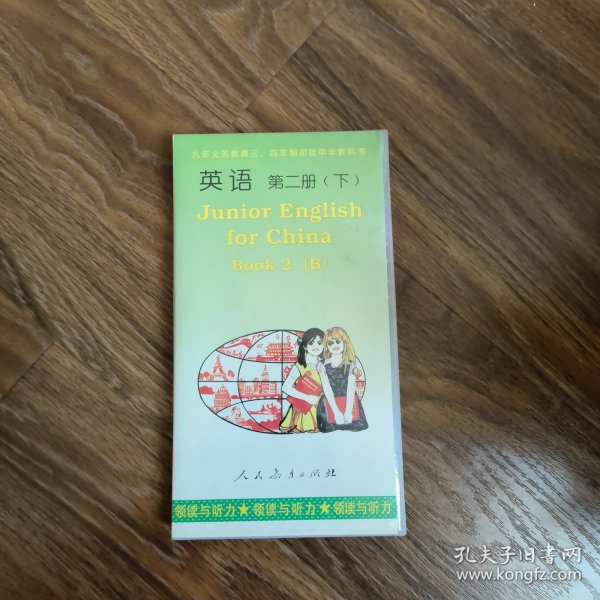 九年义务教育三、四年制初级中学教科书
英语 第二册（下）
Junior English
for China
Book 2 (B)
人民教育出版社
领读与听力★领读与听力★领读与听力
孔夫子旧书网
www.kongfz.com